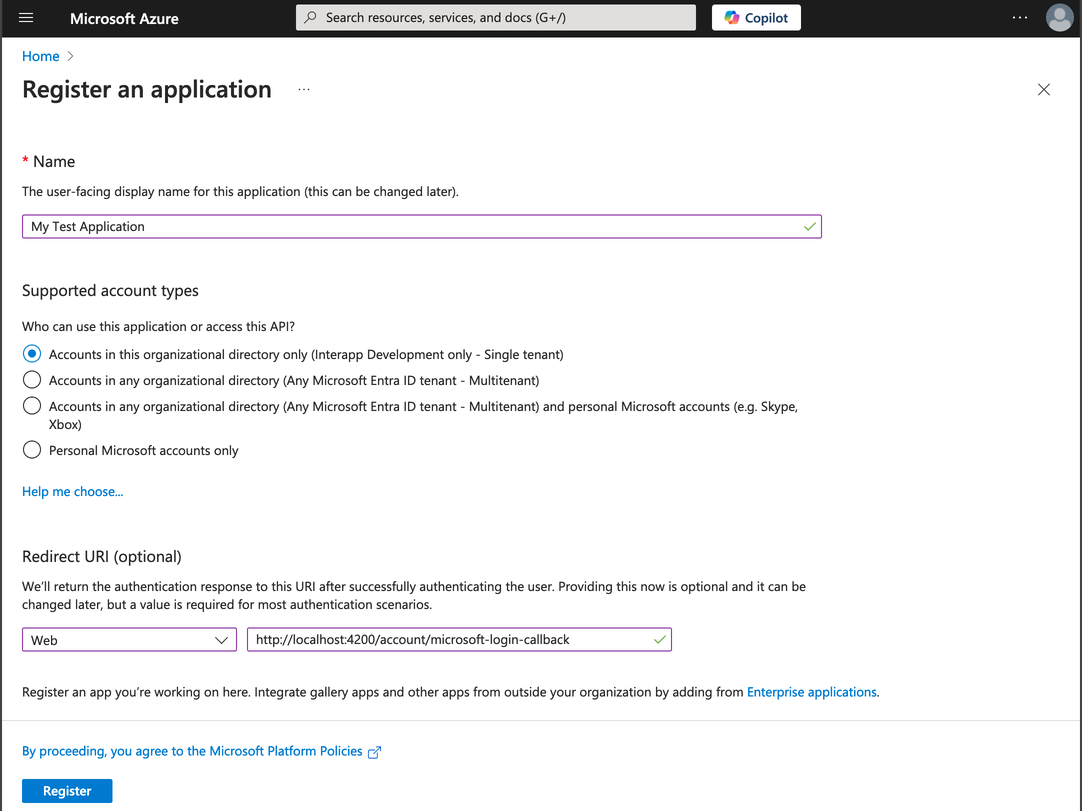 Microsoft Azure
Search resources, services, and docs (G+/)
Copilot
...
Home >
Register an application ...
* Name
The user-facing display name for this application (this can be changed later).
My Test Application
Supported account types
Who can use this application or access this API?
Accounts in this organizational directory only (Interapp Development only - Single tenant)
Accounts in any organizational directory (Any Microsoft Entra ID tenant - Multitenant)
Accounts in any organizational directory (Any Microsoft Entra ID tenant - Multitenant) and personal Microsoft accounts (e.g. Skype,
Xbox)
Personal Microsoft accounts only
Help me choose...
Redirect URI (optional)
We'll return the authentication response to this URI after successfully authenticating the user. Providing this now is optional and it can be
changed later, but a value is required for most authentication scenarios.
Web
http://localhost:4200/account/microsoft-login-callback
Register an app you're working on here. Integrate gallery apps and other apps from outside your organization by adding from Enterprise applications.
By proceeding, you agree to the Microsoft Platform Policies
Register